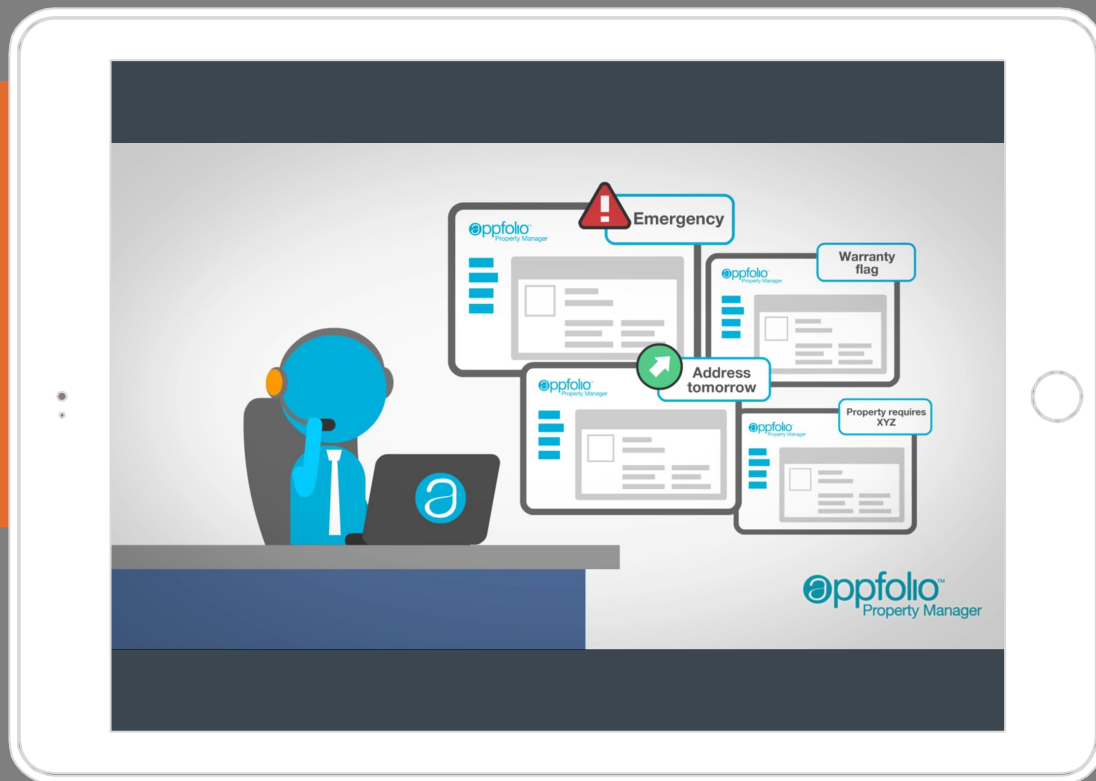 appfolio
Property Manager
Emergency
appfolio
Property Manager
Warranty
flag
appfolio
Property Manager
Address
tomorrow
appfolio
Property Manager
Property requires
XYZ
a
appfolio™
Property Manager